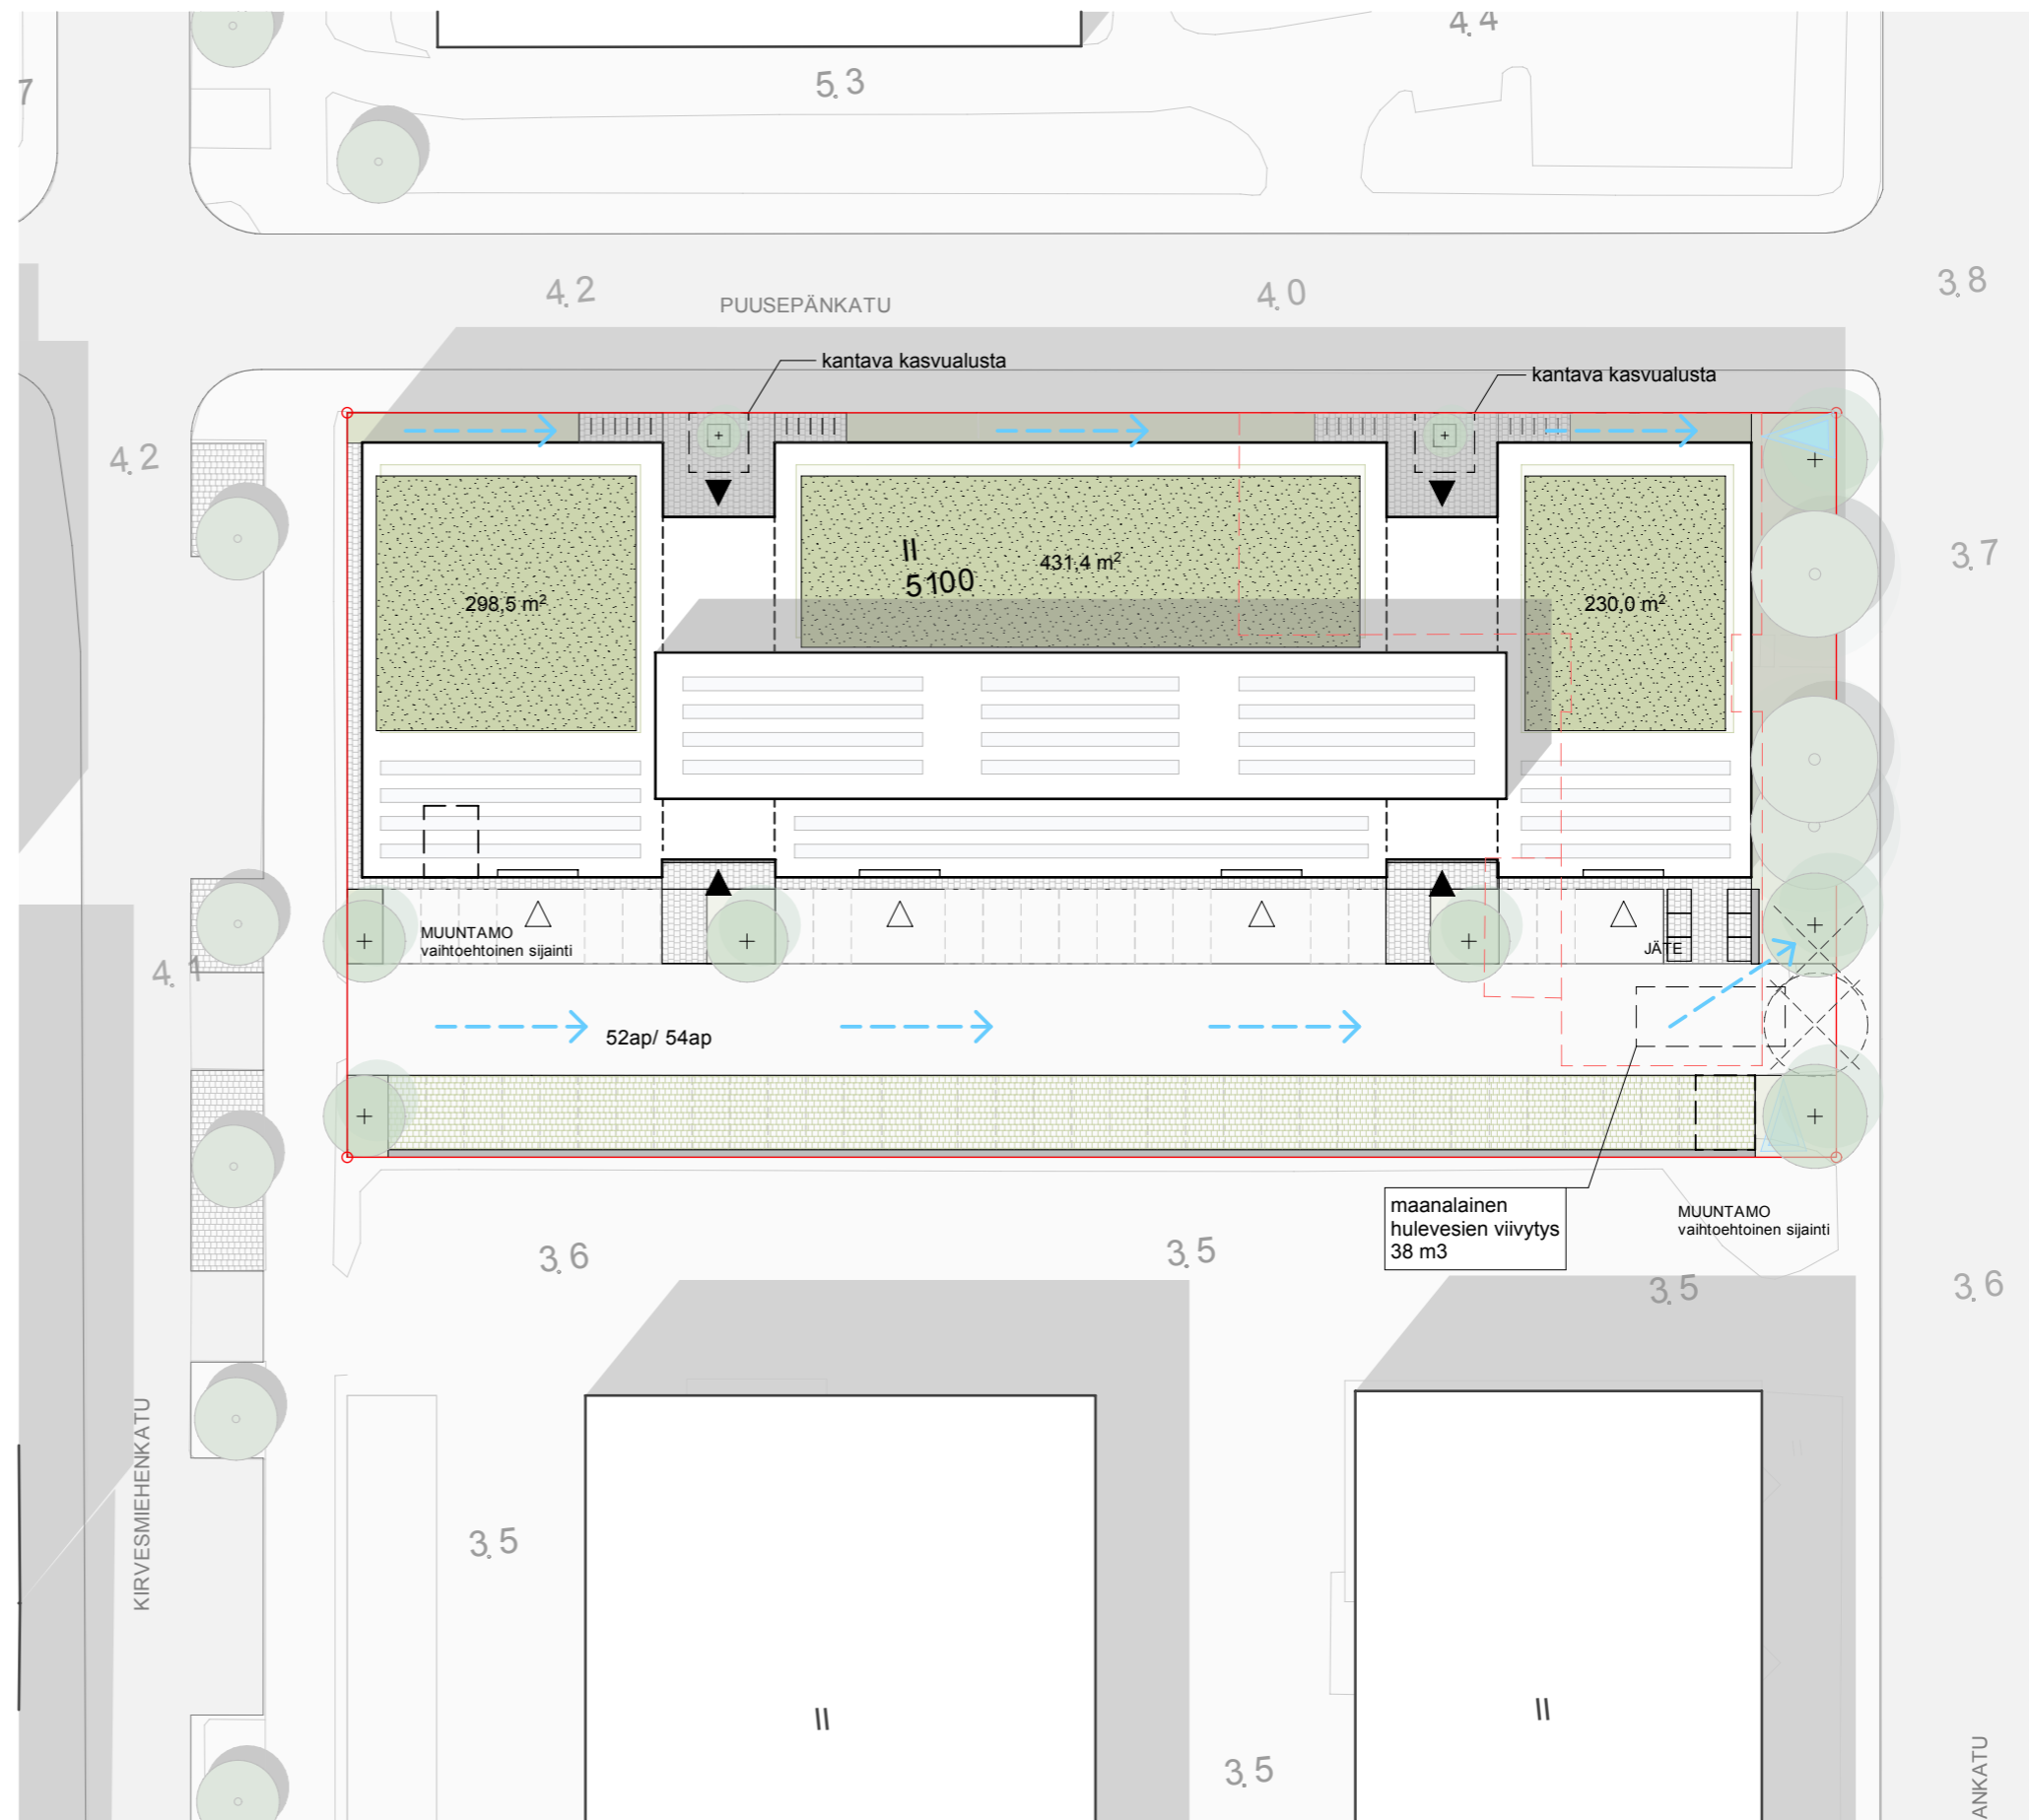 4.4
7
5.3
4.2
PUUSEPÄNKATU
4.0
3.8
kantava kasvualusta
kantava kasvualusta
4.2
II
5100
431,4 m²
298,5 m²
230,0 m²
3.7
MUUNTAMO
vaihtoehtoinen sijainti
JÄTE
4.1
52ap/ 54ap
maanalainen
hulevesien viivytys
38 m3
MUUNTAMO
vaihtoehtoinen sijainti
3.6
3.5
3.5
3.6
KIRVESMIEHENKATU
3.5
II
II
3.5
ANKATU